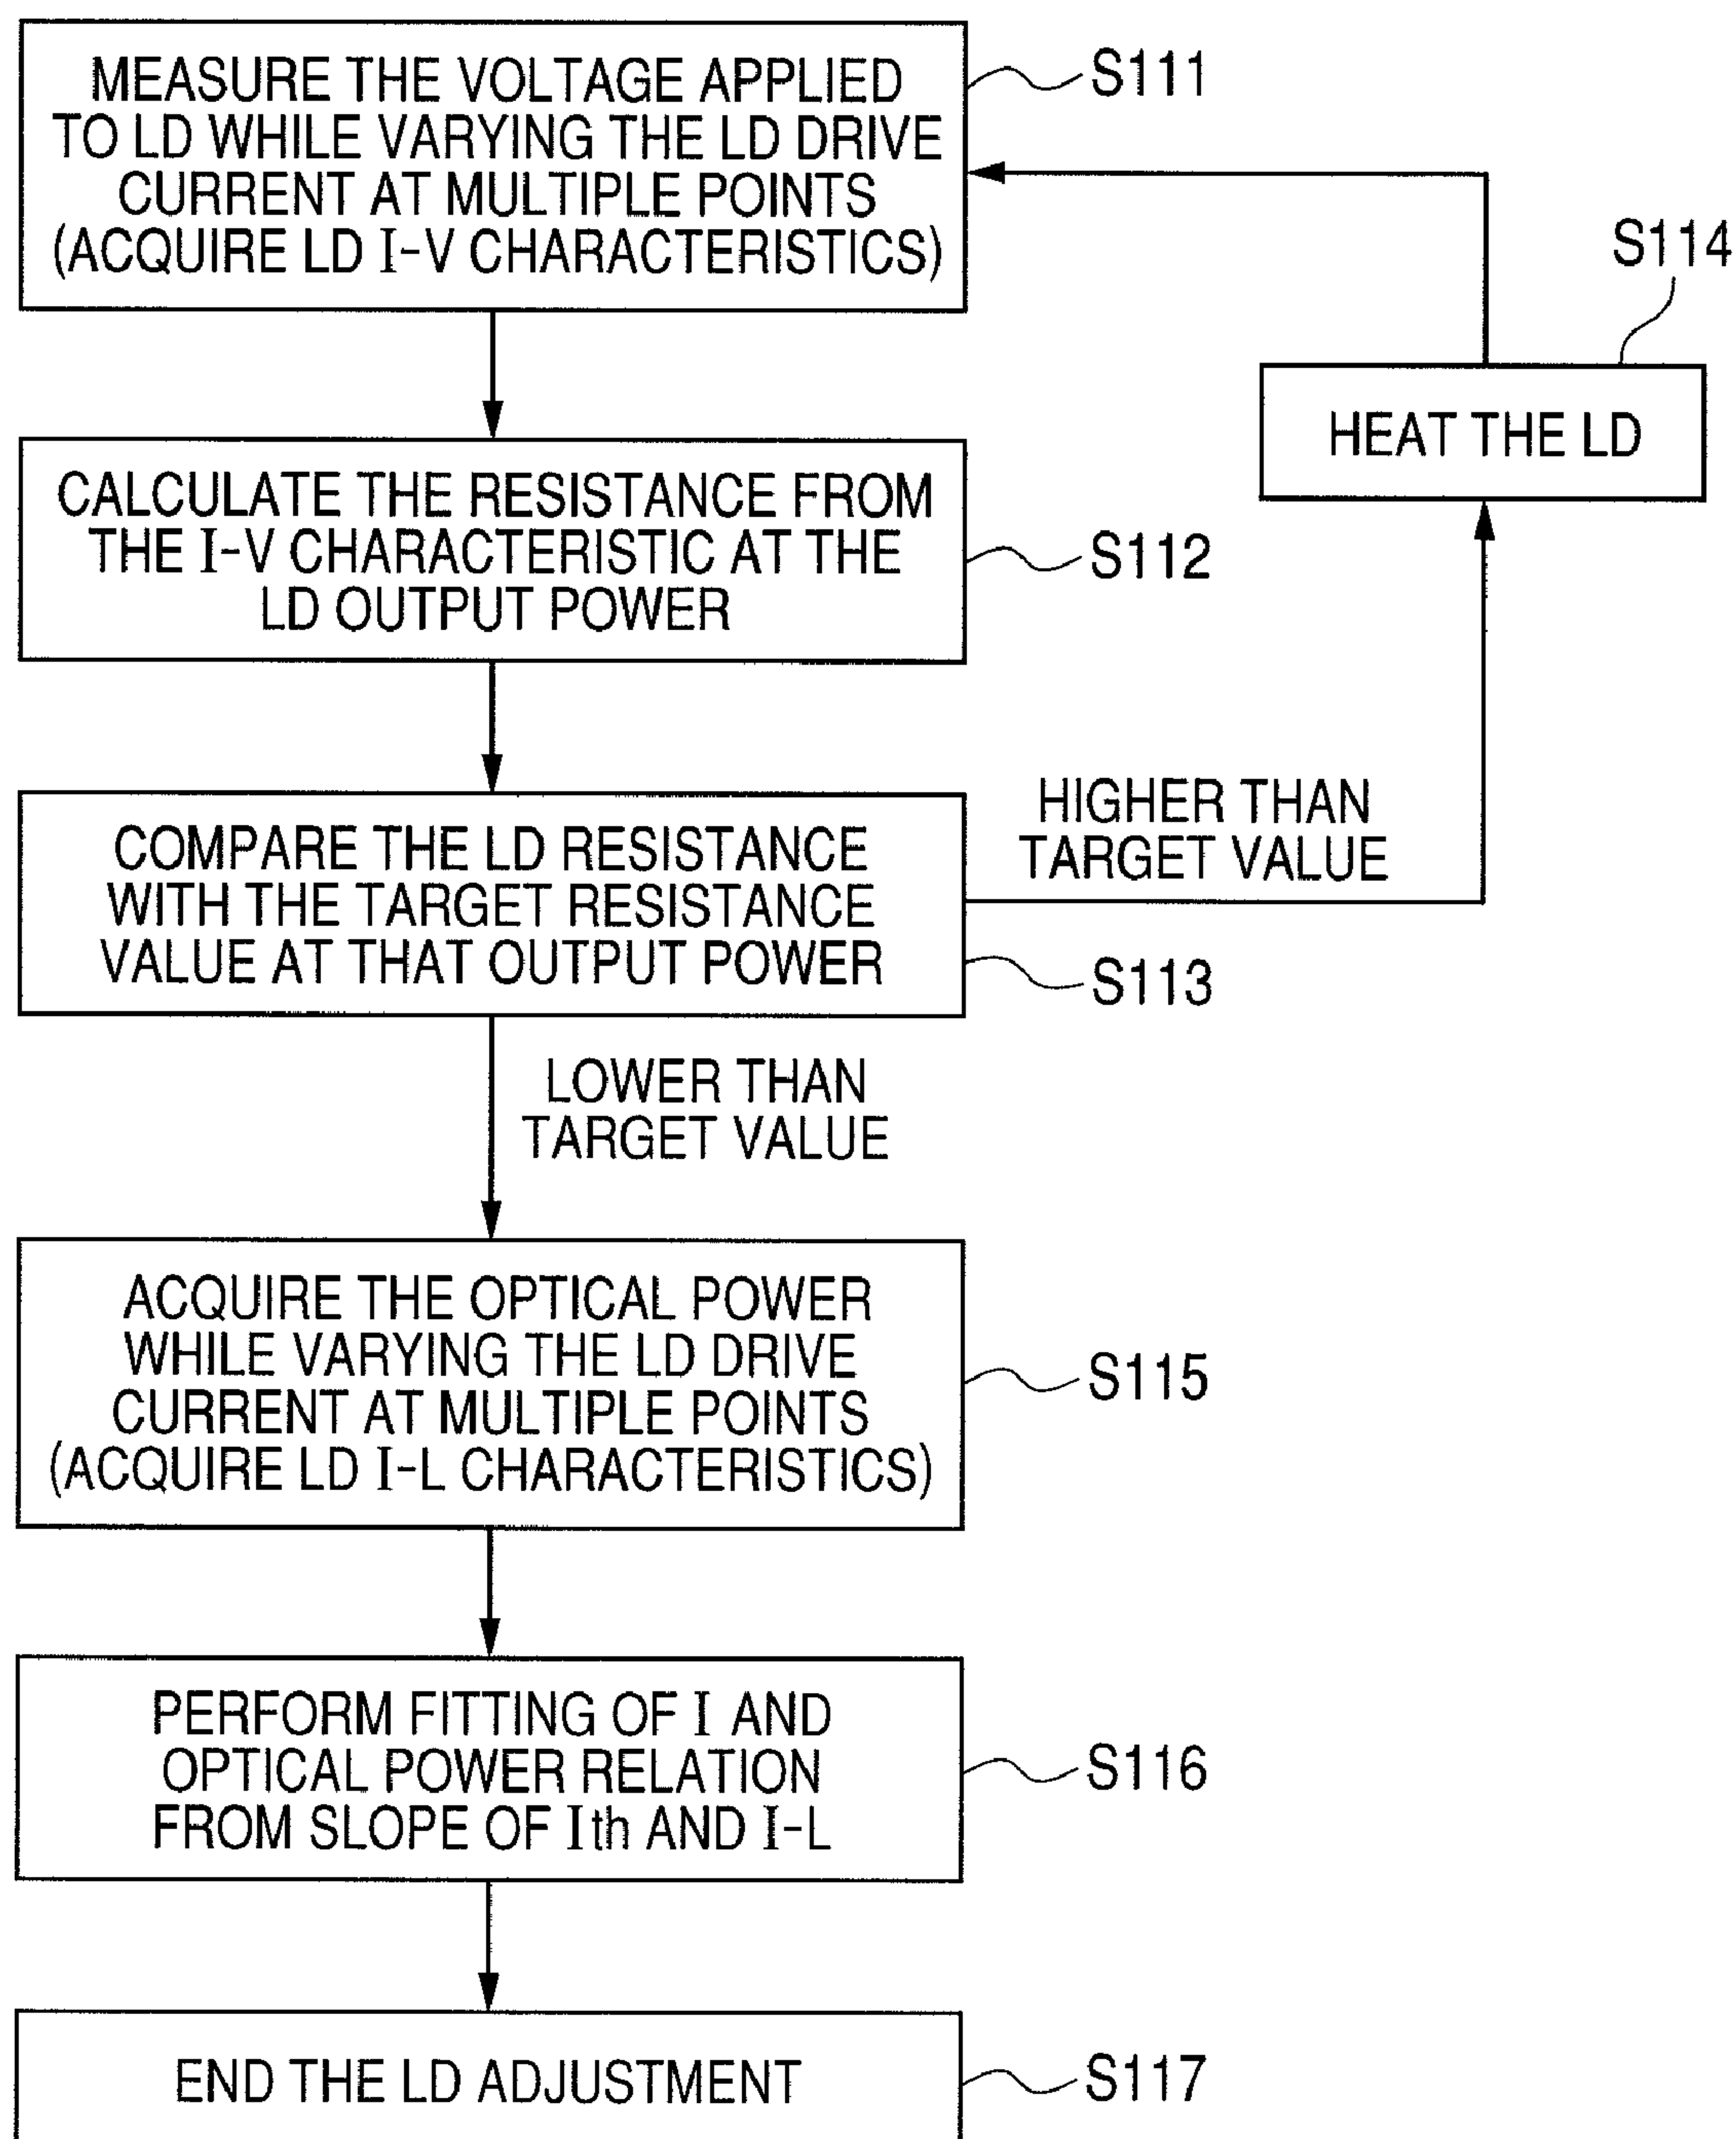 MEASURE THE VOLTAGE APPLIED
TO LD WHILE VARYING THE LD DRIVE
CURRENT AT MULTIPLE POINTS
(ACQUIRE LD I-V CHARACTERISTICS)
S111
S114
HEAT THE LD
CALCULATE THE RESISTANCE FROM
THE I-V CHARACTERISTIC AT THE
LD OUTPUT POWER
S112
COMPARE THE LD RESISTANCE
WITH THE TARGET RESISTANCE
VALUE AT THAT OUTPUT POWER
S113
HIGHER THAN
TARGET VALUE
LOWER THAN
TARGET VALUE
ACQUIRE THE OPTICAL POWER
WHILE VARYING THE LD DRIVE
CURRENT AT MULTIPLE POINTS
(ACQUIRE LD I-L CHARACTERISTICS)
S115
PERFORM FITTING OF I AND
OPTICAL POWER RELATION
FROM SLOPE OF Ith AND I-L
S116
END THE LD ADJUSTMENT
S117